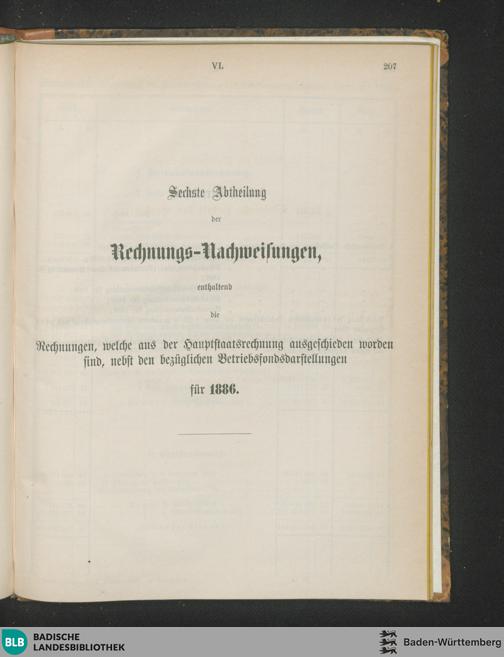 VI. 207
Sechste Abtheilung
der
Rechnungs-Nachweisungen,
enthaltend
die
Rechnungen, welche aus der Hauptstaatsrechnung ausgeschieden worden
sind, nebst den bezüglichen Betriebsfondsdarstellungen
für 1886.
BLB BADISCHE
LANDESBIBLIOTHEK
Baden-Württemberg